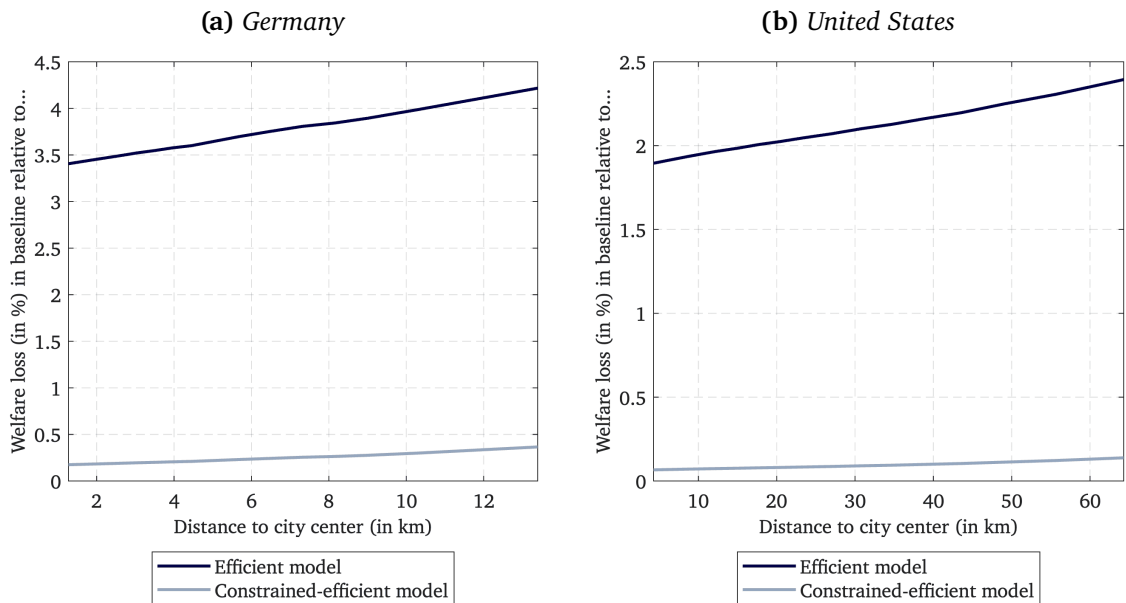 (a) Germany
Welfare loss (in %) in baseline relative to...
4.5
4
3.5
3
2.5
2
1.5
1
0.5
0
2 4 6 8 10 12
Distance to city center (in km)
Efficient model
Constrained-efficient model
(b) United States
Welfare loss (in %) in baseline relative to...
2.5
2
1.5
1
0.5
0
10 20 30 40 50 60
Distance to city center (in km)
Efficient model
Constrained-efficient model